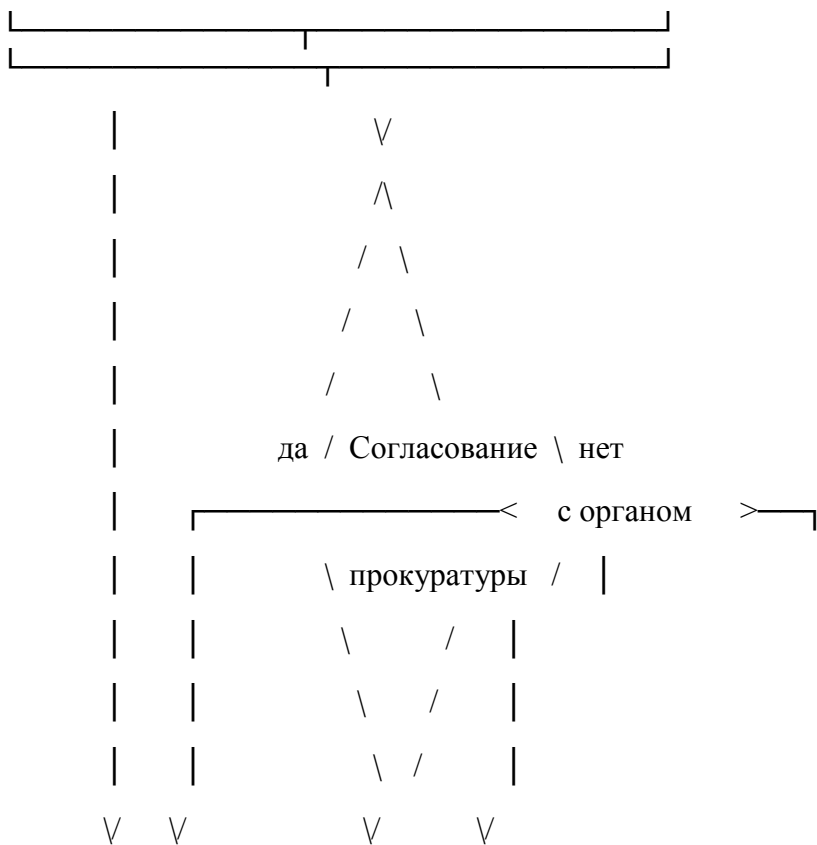 да / Согласование \ нет
< с органом >
\ прокуратуры /